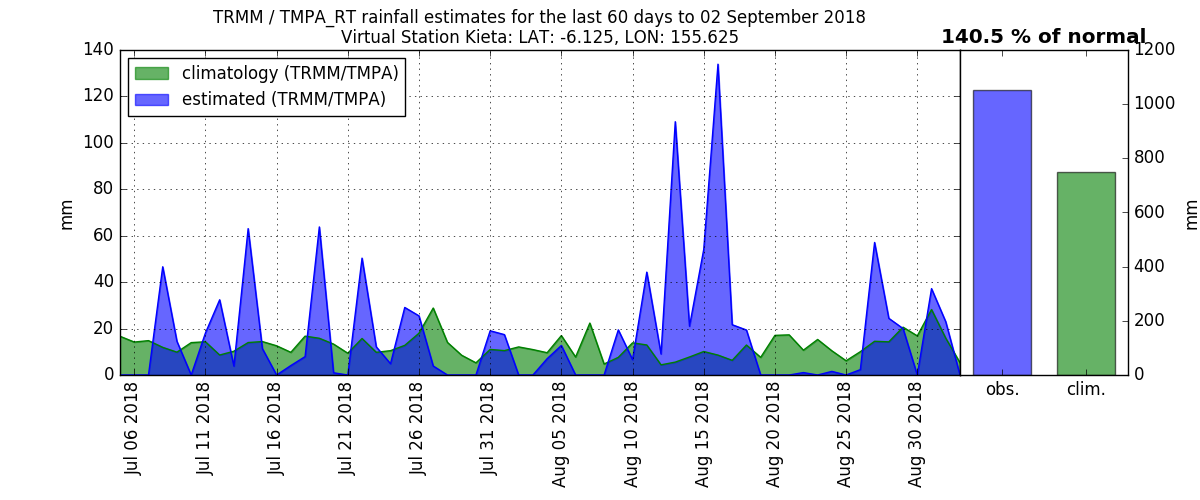 TRMM / TMPA_RT rainfall estimates for the last 60 days to 02 September 2018
Virtual Station Kieta: LAT: -6.125, LON: 155.625
140.5 % of normal
climatology (TRMM/TMPA)
estimated (TRMM/TMPA)
mm
140
120
100
80
60
40
20
0
Jul 06 2018
Jul 11 2018
Jul 16 2018
Jul 21 2018
Jul 26 2018
Jul 31 2018
Aug 05 2018
Aug 10 2018
Aug 15 2018
Aug 20 2018
Aug 25 2018
Aug 30 2018
obs.
clim.
1200
1000
800
600
400
200
0
mm